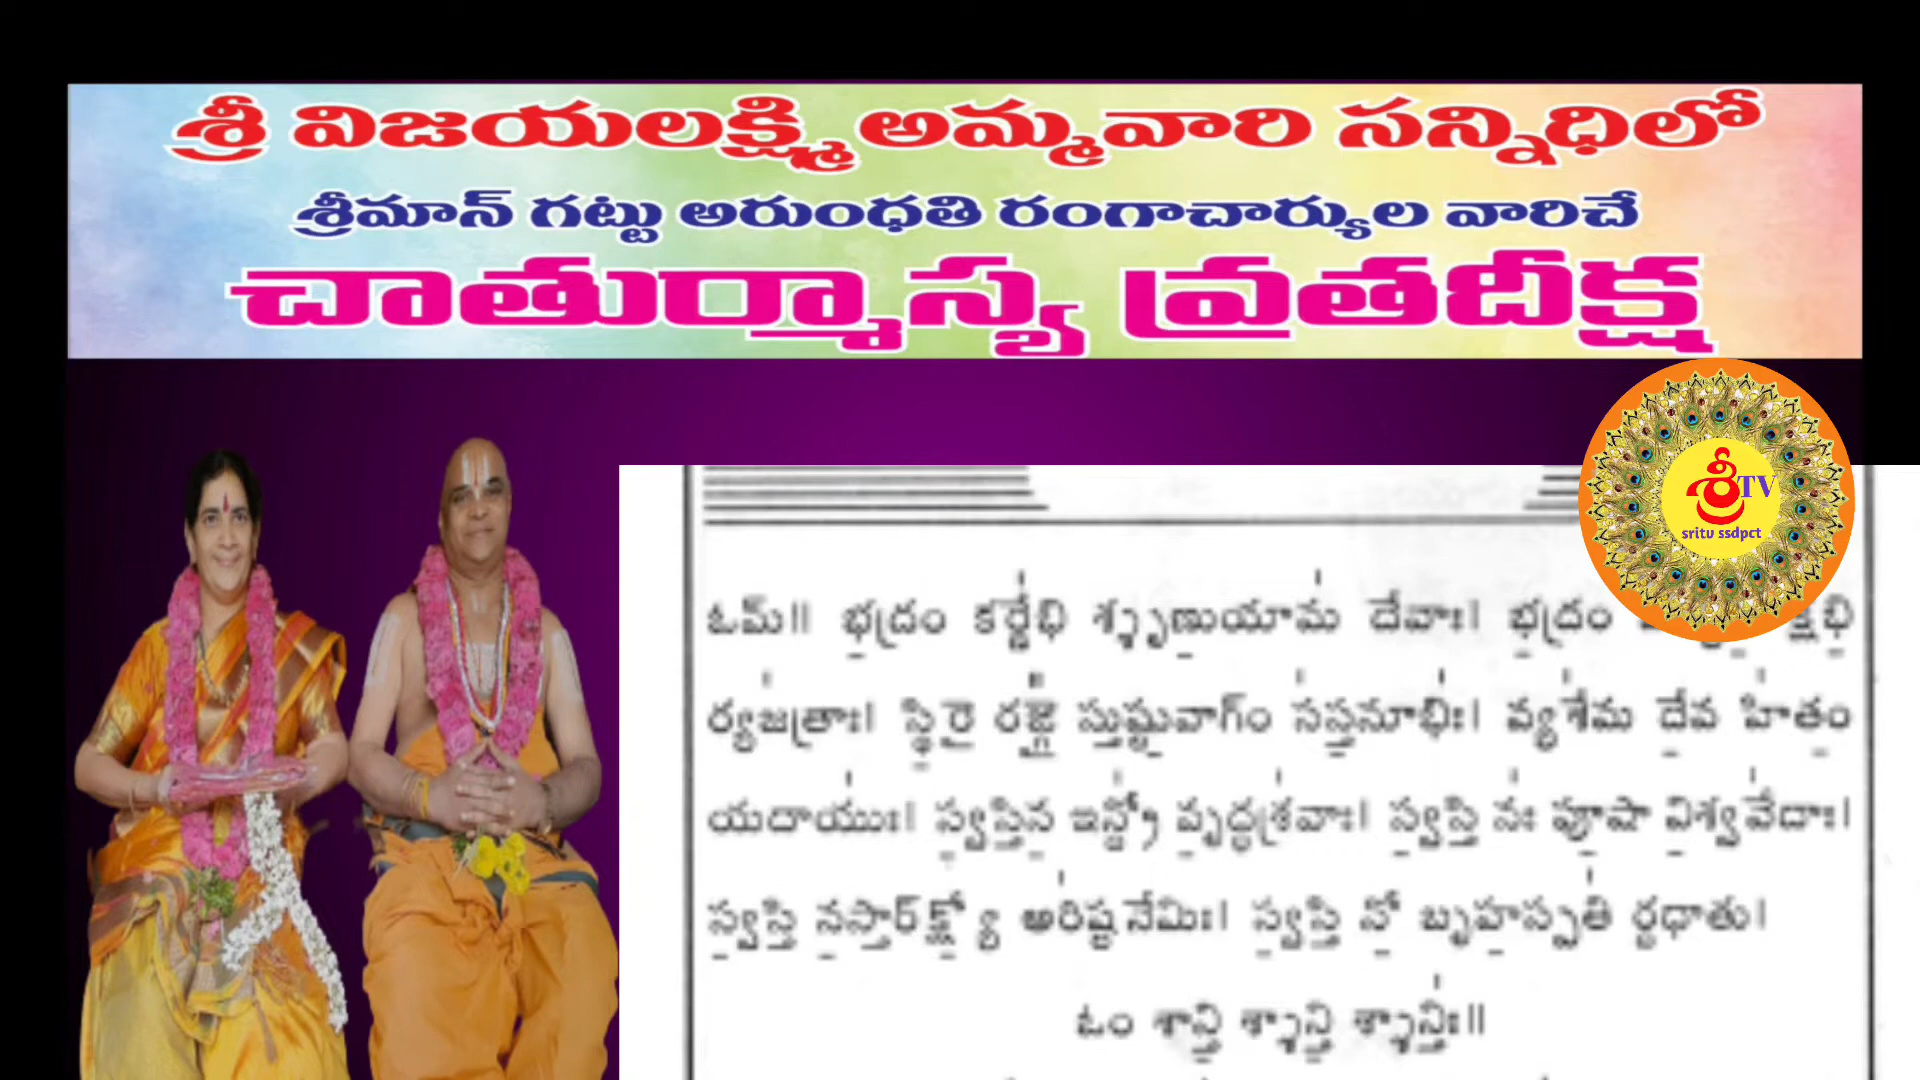 శ్రీ విజయలక్ష్మి అమ్మవారి సన్నిధిలో
శ్రీమాన్ గట్టు అరుంధతి రంగాచార్యుల వారిచే
చాతుర్మాస్య వ్రతదీక్ష
శ్రీTV
sritv ssdpct
ఓమ్॥ భద్రం కర్ణేభి శ్శృణుయామ దేవాః। భద్రం
ర్యజత్రాః। స్థిరై రఙ్గై స్తుష్టువాగ్ం సస్తనూభిః। వ్యశేమ దేవ హితం
యదాయుః। స్వస్తిన ఇన్ద్రో వృద్ధశ్రవాః। స్వస్తి నః పూషా విశ్వవేదాః।
స్వస్తి నస్తార్‌క్ష్యో అరిష్టనేమిః। స్వస్తి నో బృహస్పతి ర్దధాతు।
ఓం శాన్తి శ్శాన్తి శ్శాన్తిః॥